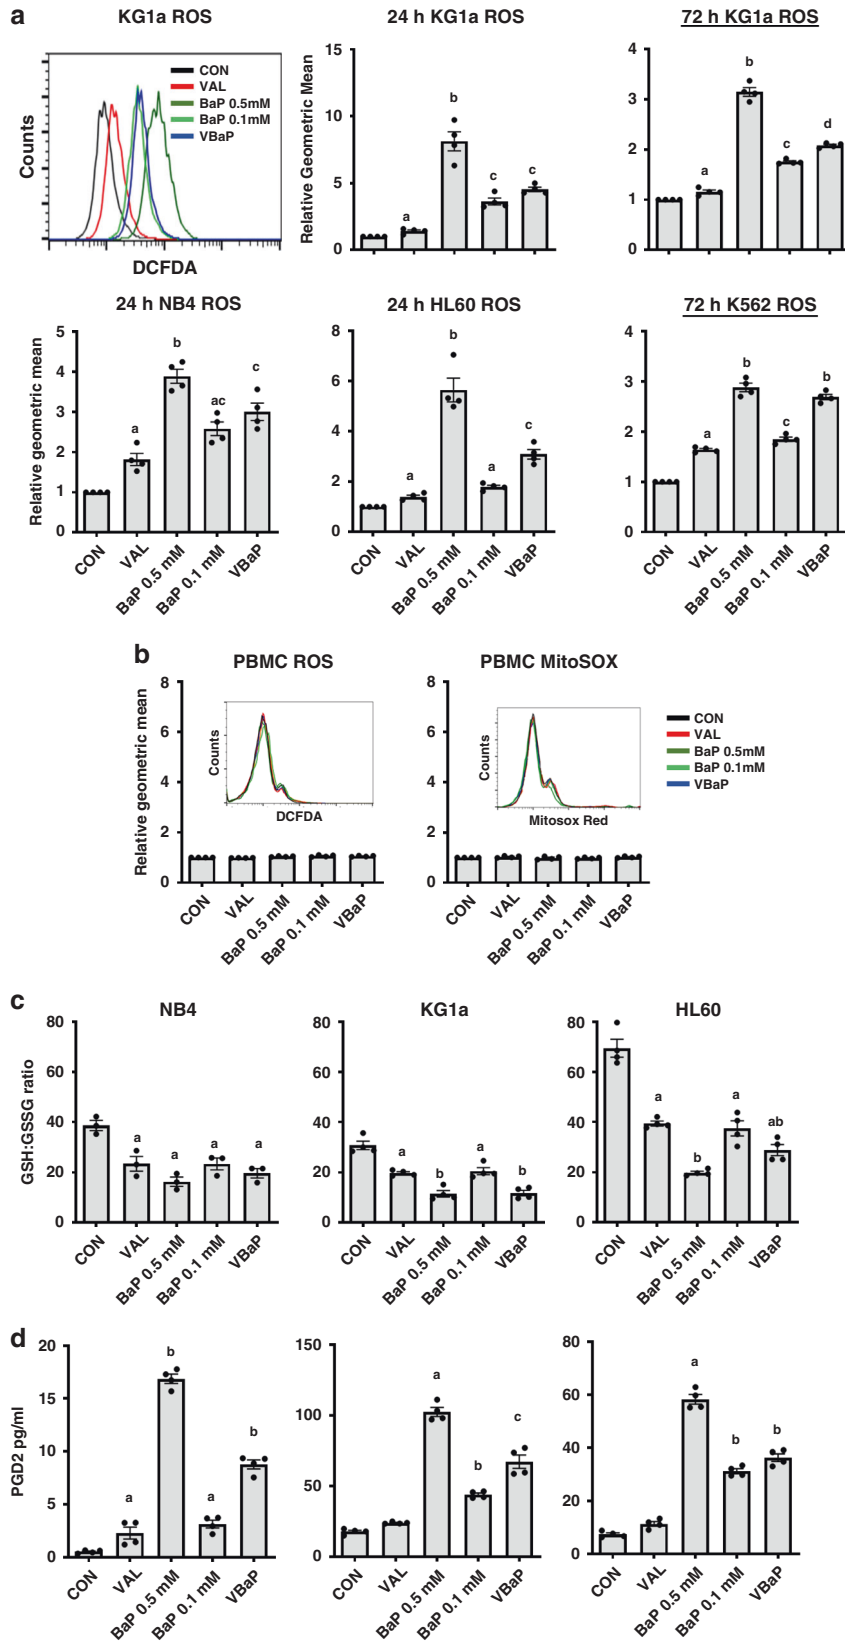 a
KG1a ROS
Counts
CON
VAL
BaP 0.5mM
BaP 0.1mM
VBaP
DCFDA
24 h KG1a ROS
Relative Geometric Mean
15
10
5
0
a
b
c
c
72 h KG1a ROS
4
3
2
1
0
a
b
c
d
24 h NB4 ROS
Relative geometric mean
5
4
3
2
1
0
a
b
ac
c
CON
VAL
BaP 0.5 mM
BaP 0.1 mM
VBaP
24 h HL60 ROS
8
6
4
2
0
a
b
a
c
CON
VAL
BaP 0.5 mM
BaP 0.1 mM
VBaP
72 h K562 ROS
4
3
2
1
0
a
b
c
b
CON
VAL
BaP 0.5 mM
BaP 0.1 mM
VBaP
b
PBMC ROS
Relative geometric mean
8
6
4
2
0
Counts
DCFDA
CON
VAL
BaP 0.5 mM
BaP 0.1 mM
VBaP
PBMC MitoSOX
8
6
4
2
0
Counts
Mitosox Red
CON
VAL
BaP 0.5 mM
BaP 0.1 mM
VBaP
CON
VAL
BaP 0.5mM
BaP 0.1mM
VBaP
c
NB4
GSH:GSSG ratio
80
60
40
20
0
a
a
a
a
CON
VAL
BaP 0.5 mM
BaP 0.1 mM
VBaP
KG1a
80
60
40
20
0
a
b
a
b
CON
VAL
BaP 0.5 mM
BaP 0.1 mM
VBaP
HL60
80
60
40
20
0
a
b
a
ab
CON
VAL
BaP 0.5 mM
BaP 0.1 mM
VBaP
d
PGD2 pg/ml
20
15
10
5
0
a
b
a
b
CON
VAL
BaP 0.5 mM
BaP 0.1 mM
VBaP
150
100
50
0
a
b
c
CON
VAL
BaP 0.5 mM
BaP 0.1 mM
VBaP
80
60
40
20
0
a
b
b
CON
VAL
BaP 0.5 mM
BaP 0.1 mM
VBaP